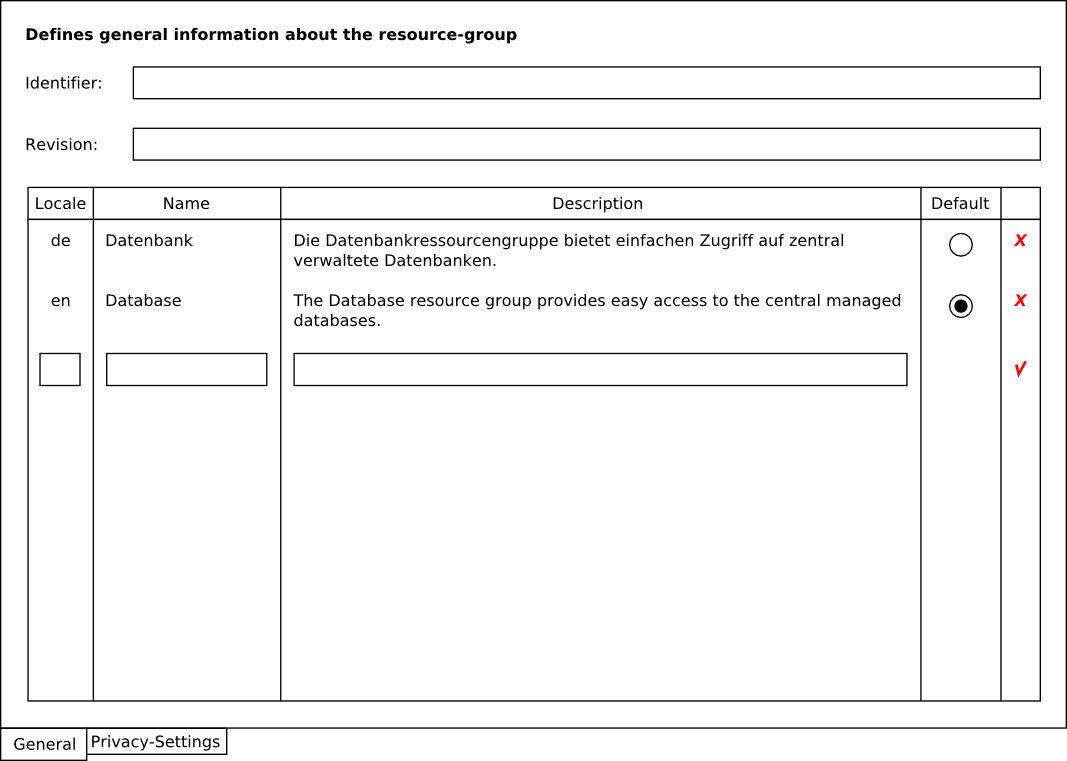 Defines general information about the resource-group
Identifier:
Revision:
Locale Name Description Default
de Datenbank Die Datenbankressourcengruppe bietet einfachen Zugriff auf zentral X
verwaltete Datenbanken.
en Database The Database resource group provides easy access to the central managed X
databases.
General Privacy-Settings